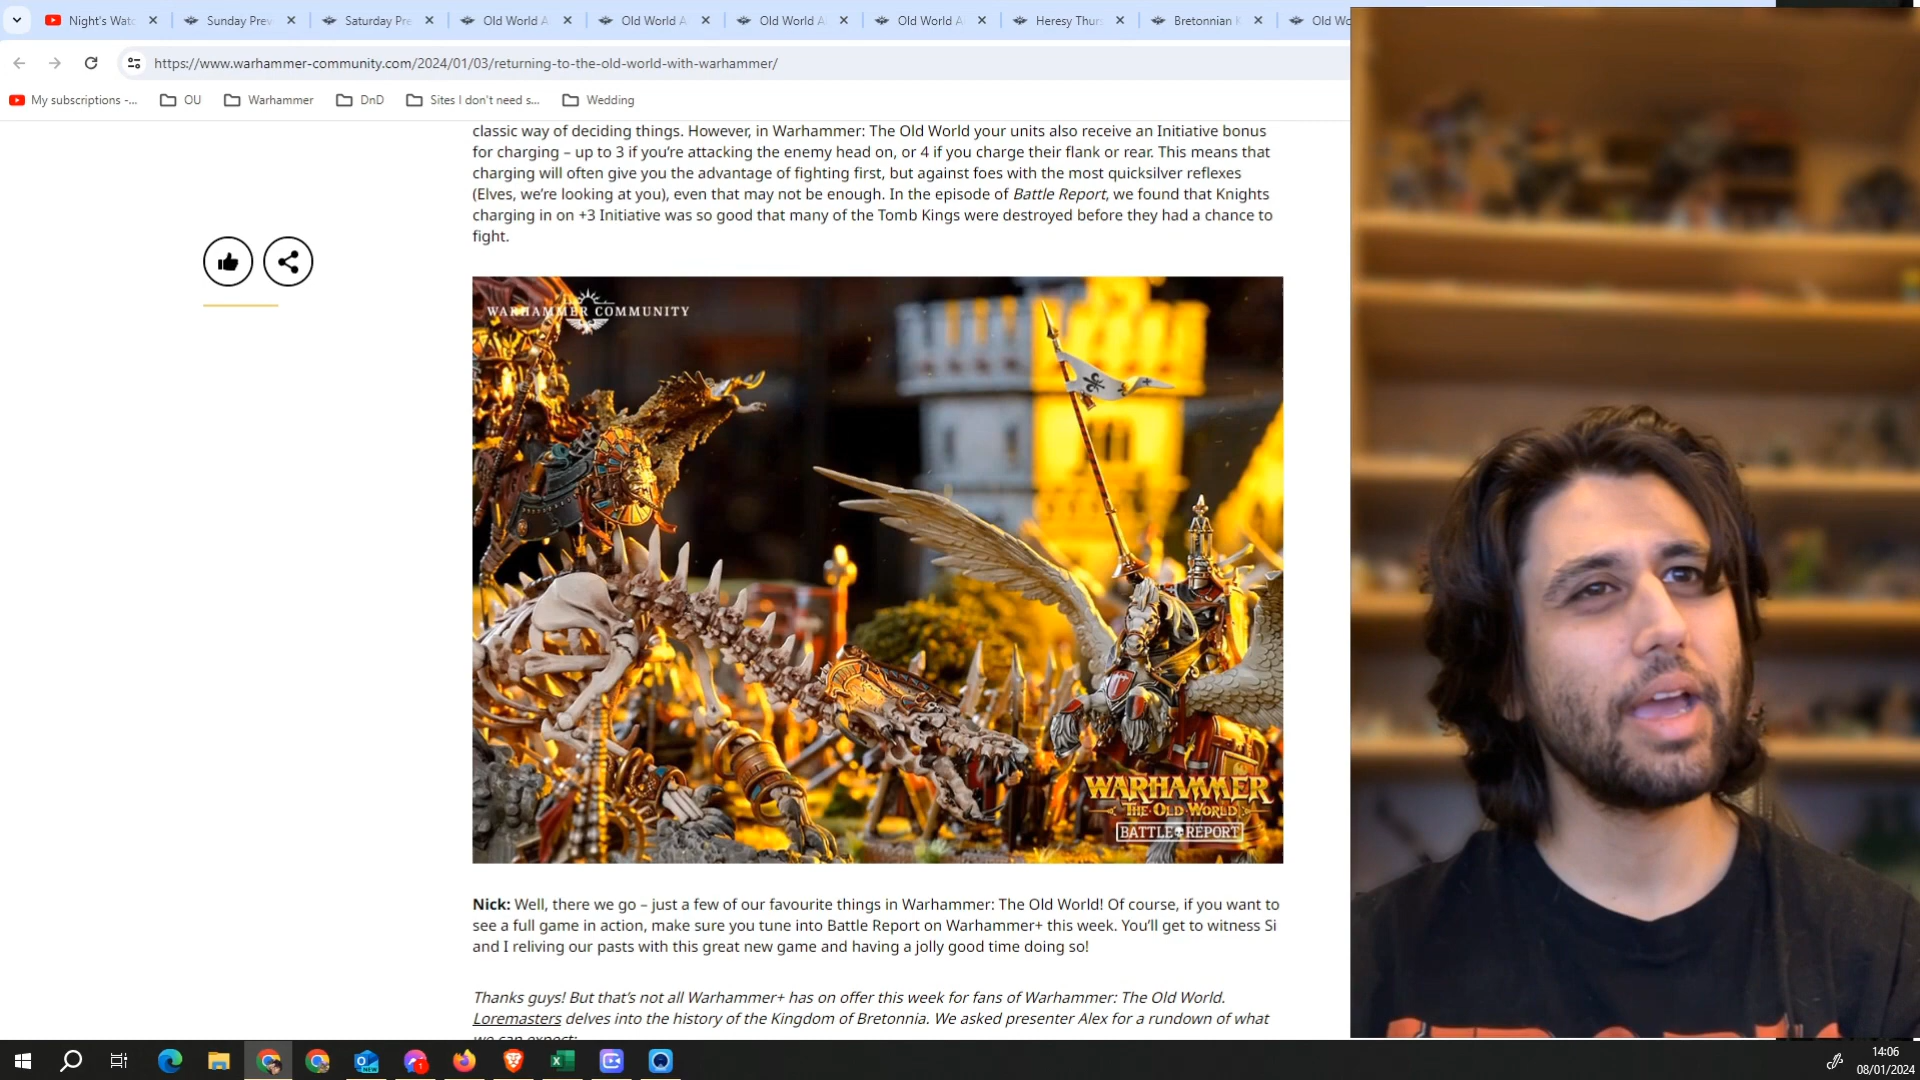 Night's Watc
Sunday Prev
Saturday Pre
Old World A
Old World A
Old World A
Old World A
Heresy Thur
Bretonnian K
Old Wo
https://www.warhammer-community.com/2024/01/03/returning-to-the-old-world-with-warhammer/
My subscriptions -...
OU
Warhammer
DnD
Sites I don't need s...
Wedding
classic way of deciding things. However, in Warhammer: The Old World your units also receive an Initiative bonus
for charging – up to 3 if you're attacking the enemy head on, or 4 if you charge their flank or rear. This means that
charging will often give you the advantage of fighting first, but against foes with the most quicksilver reflexes
(Elves, we're looking at you), even that may not be enough. In the episode of Battle Report, we found that Knights
charging in on +3 Initiative was so good that many of the Tomb Kings were destroyed before they had a chance to
fight.
WARHAMMER COMMUNITY
WARHAMMER
THE OLD WORLD
BATTLE REPORT
Nick: Well, there we go – just a few of our favourite things in Warhammer: The Old World! Of course, if you want to
see a full game in action, make sure you tune into Battle Report on Warhammer+ this week. You'll get to witness Si
and I reliving our pasts with this great new game and having a jolly good time doing so!
Thanks guys! But that's not all Warhammer+ has on offer this week for fans of Warhammer: The Old World.
Loremasters delves into the history of the Kingdom of Bretonnia. We asked presenter Alex for a rundown of what
we can expect:
NEW
1
14:06
08/01/2024